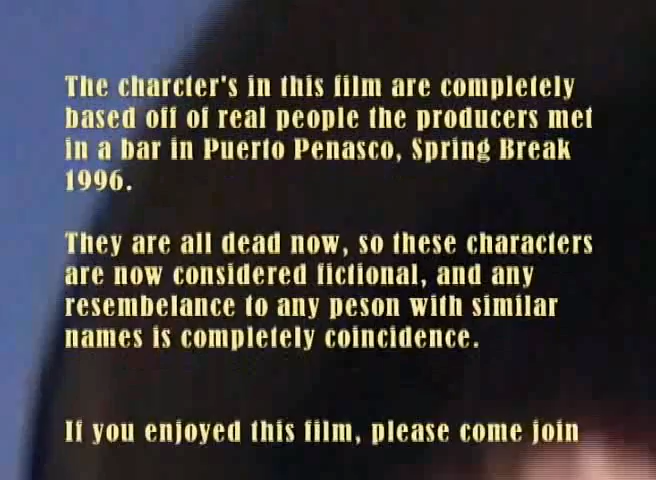 The charcter's in this film are completely
based off of real people the producers met
in a bar in Puerto Penasco, Spring Break
1996.
They are all dead now, so these characters
are now considered fictional, and any
resembelance to any peson with similar
names is completely coincidence.
If you enjoyed this film, please come join